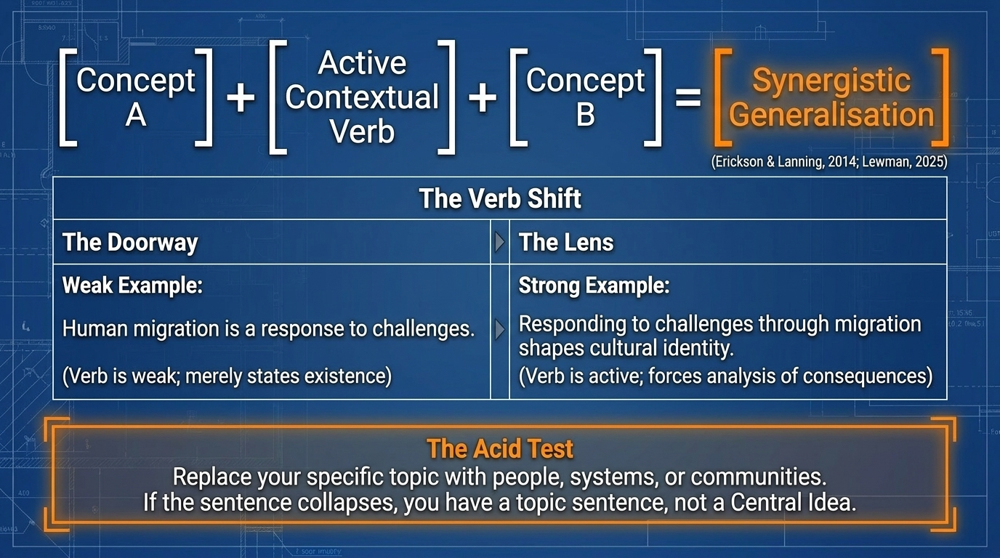 Concept
A
+
Active
Contextual
Verb
+
Concept
B
=
Synergistic
Generalisation
(Erickson & Lanning, 2014; Lewman, 2025)
The Verb Shift
The Doorway
The Lens
Weak Example:
Strong Example:
Human migration is a response to challenges.
Responding to challenges through migration
shapes cultural identity.
(Verb is weak; merely states existence)
(Verb is active; forces analysis of consequences)
The Acid Test
Replace your specific topic with people, systems, or communities.
If the sentence collapses, you have a topic sentence, not a Central Idea.